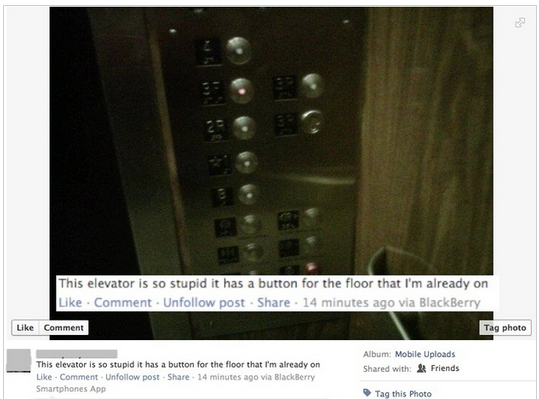 This elevator is so stupid it has a button for the floor that I'm already on
Like · Comment · Unfollow post · Share · 14 minutes ago via BlackBerry
Like Comment
Tag photo
This elevator is so stupid it has a button for the floor that I'm already on
Like · Comment · Unfollow post · Share · 14 minutes ago via BlackBerry
Smartphones App
Album: Mobile Uploads
Shared with: Friends
Tag this Photo